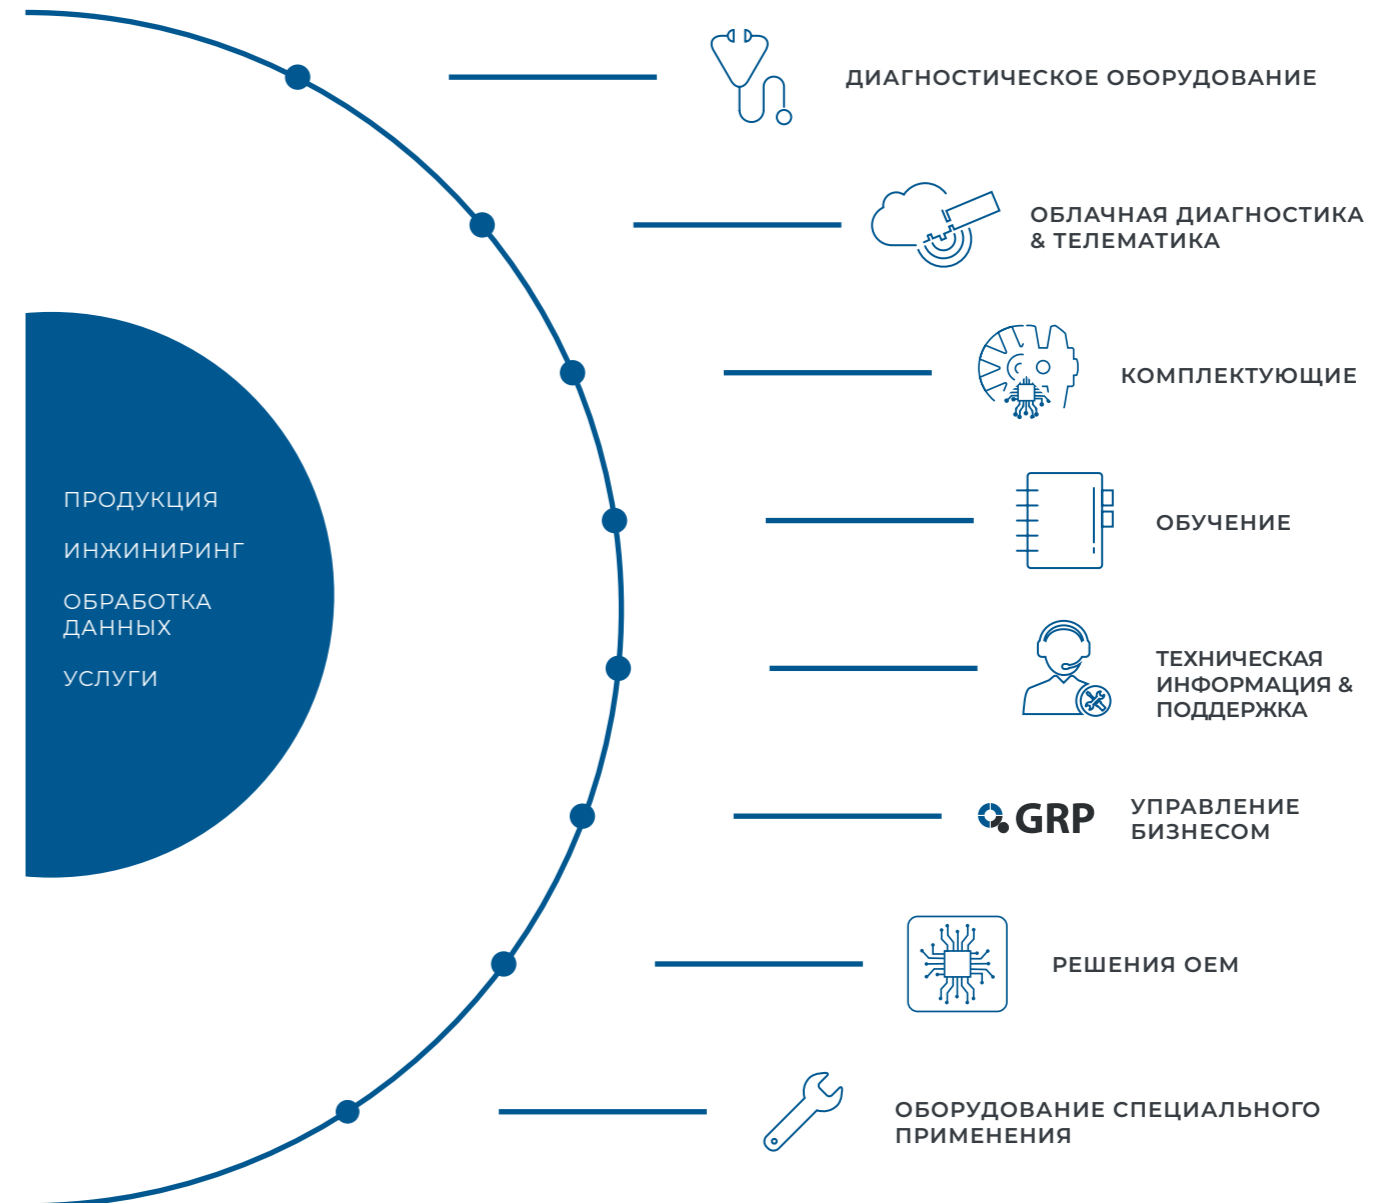 ПРОДУКЦИЯ
ИНЖИНИРИНГ
ОБРАБОТКА
ДАННЫХ
УСЛУГИ
ДИАГНОСТИЧЕСКОЕ ОБОРУДОВАНИЕ
ОБЛАЧНАЯ ДИАГНОСТИКА
& ТЕЛЕМАТИКА
КОМПЛЕКТУЮЩИЕ
ОБУЧЕНИЕ
ТЕХНИЧЕСКАЯ
ИНФОРМАЦИЯ &
ПОДДЕРЖКА
GRP
УПРАВЛЕНИЕ
БИЗНЕСОМ
РЕШЕНИЯ OEM
ОБОРУДОВАНИЕ СПЕЦИАЛЬНОГО
ПРИМЕНЕНИЯ